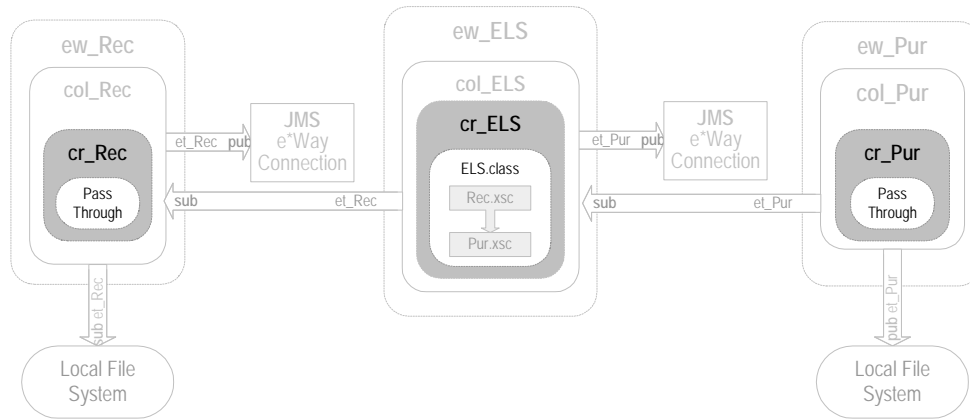 ew_Rec
col_Rec
cr_Rec
Pass
Through
sub et_Rec
Local File
System
et_Rec pub
JMS
e*Way
Connection
sub et_Rec
ew_ELS
col_ELS
cr_ELS
ELS.class
Rec.xsc
Pur.xsc
et_Pur pub
JMS
e*Way
Connection
sub et_Pur
ew_Pur
col_Pur
cr_Pur
Pass
Through
pub et_Pur
Local File
System